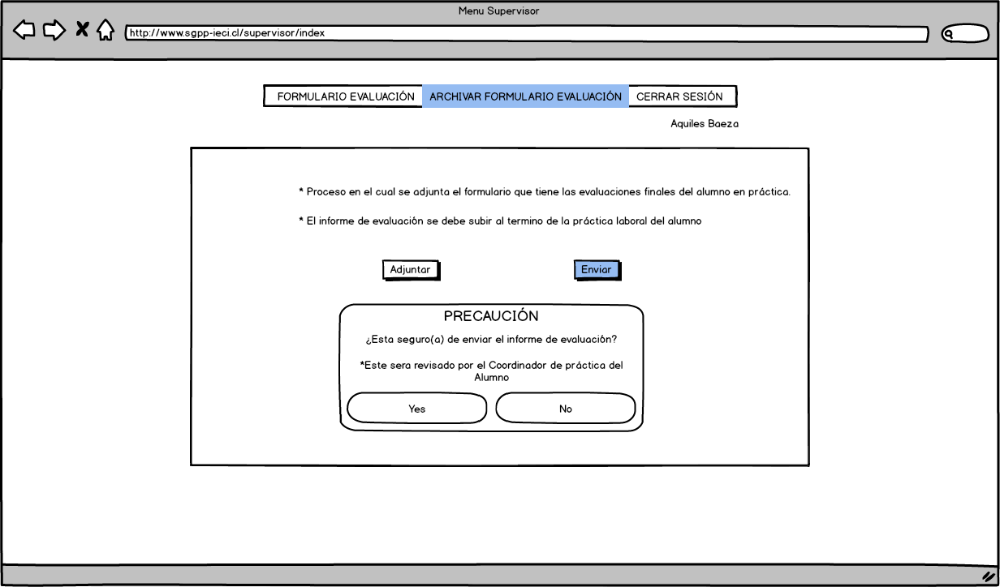 Menu Supervisor
http://www.sgpp-ieci.cl/supervisor/index
FORMULARIO EVALUACIÓN ARCHIVAR FORMULARIO EVALUACIÓN CERRAR SESIÓN
Aquiles Baeza
* Proceso en el cual se adjunta el formulario que tiene las evaluaciones finales del alumno en práctica.
* El informe de evaluación se debe subir al termino de la práctica laboral del alumno
Adjuntar Enviar
PRECAUCIÓN
¿Esta seguro(a) de enviar el informe de evaluación?
*Este sera revisado por el Coordinador de práctica del
Alumno
Yes No